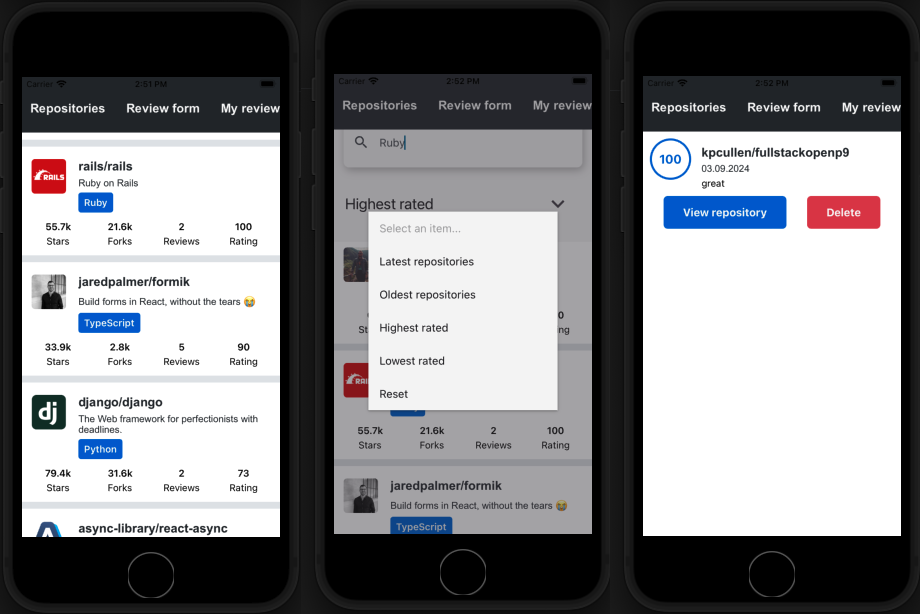 Carrier
2:51 PM
Repositories Review form My review
RAILS
rails/rails
Ruby on Rails
Ruby
55.7k 21.6k 2 100
Stars Forks Reviews Rating
jaredpalmer/formik
Build forms in React, without the tears 😭
TypeScript
33.9k 2.8k 5 90
Stars Forks Reviews Rating
dj
django/django
The Web framework for perfectionists with
deadlines.
Python
79.4k 31.6k 2 73
Stars Forks Reviews Rating
async-library/react-async
Carrier
2:52 PM
Repositories Review form My review
Ruby
Highest rated
Select an item...
Latest repositories
Oldest repositories
Highest rated
Lowest rated
Reset
55.7k 21.6k 2 100
Stars Forks Reviews Rating
jaredpalmer/formik
Build forms in React, without the tears 😭
TypeScript
Carrier
2:52 PM
Repositories Review form My review
100
kpcullen/fullstackopenp9
03.09.2024
great
View repository Delete